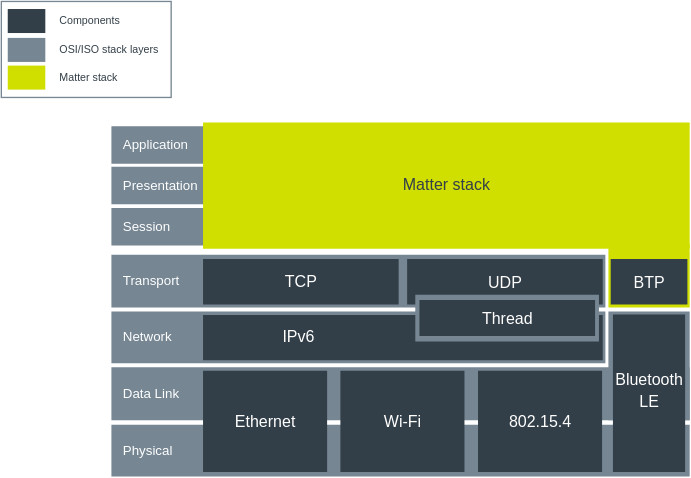 Components
OSI/ISO stack layers
Matter stack
Application
Presentation
Session
Matter stack
Transport
TCP
UDP
BTP
Thread
Network
IPv6
Data Link
Bluetooth
LE
Ethernet
Wi-Fi
802.15.4
Physical